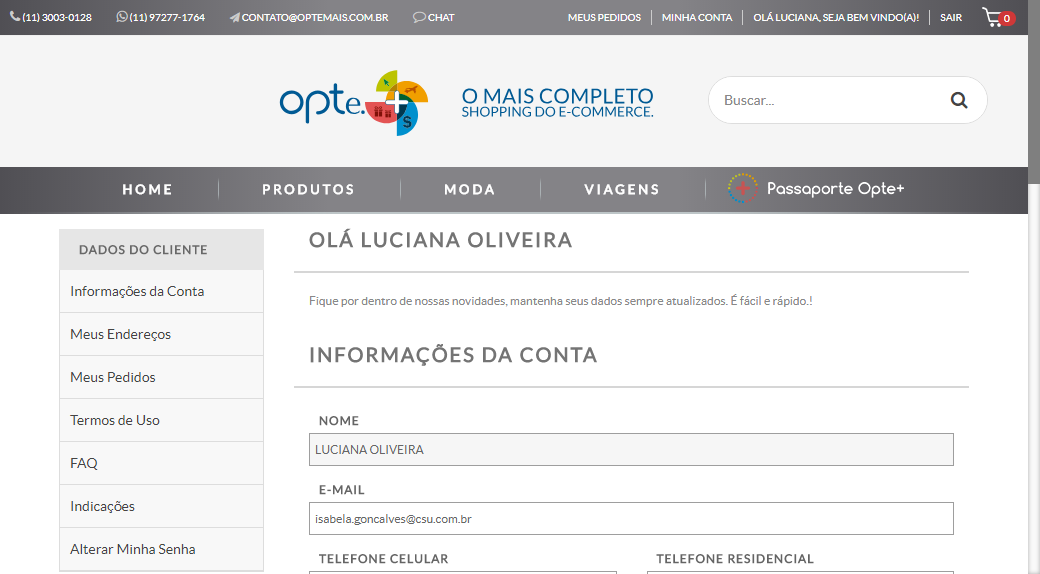 (11) 3003-0128 (11) 97277-1764 CONTATO@OPTEMAIS.COM.BR CHAT MEUS PEDIDOS MINHA CONTA OLÁ LUCIANA, SEJA BEM VINDO(A)! SAIR 0
opte.
O MAIS COMPLETO
SHOPPING DO E-COMMERCE.
Buscar...
HOME PRODUTOS MODA VIAGENS Passaporte Opte+
DADOS DO CLIENTE
Informações da Conta
Meus Endereços
Meus Pedidos
Termos de Uso
FAQ
Indicações
Alterar Minha Senha
OLÁ LUCIANA OLIVEIRA
Fique por dentro de nossas novidades, mantenha seus dados sempre atualizados. É fácil e rápido.!
INFORMAÇÕES DA CONTA
NOME
LUCIANA OLIVEIRA
E-MAIL
isabela.goncalves@csu.com.br
TELEFONE CELULAR TELEFONE RESIDENCIAL